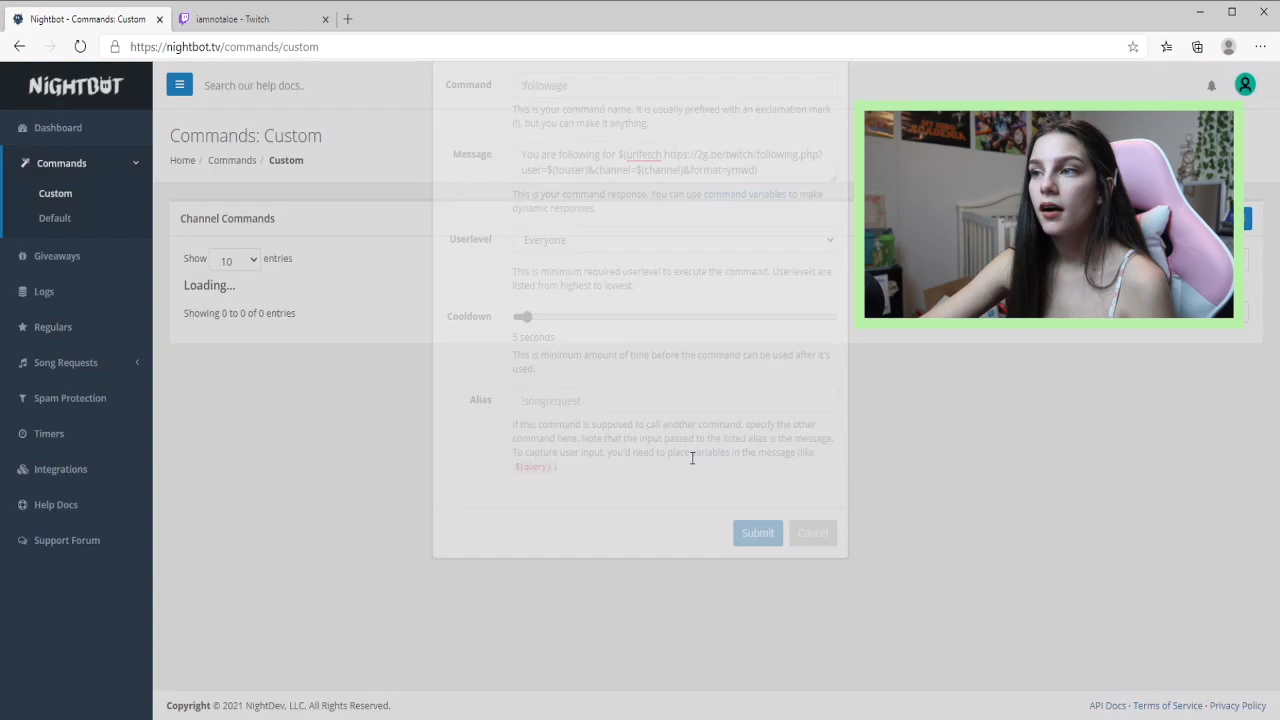 Nightbot Commands: Custom
iamnotaloe - Twitch
https://nightbot.tv/commands/custom
NIGHTBOT
Search our help docs..
Dashboard
Commands
Custom
Default
Giveaways
Logs
Regulars
Song Requests
Spam Protection
Timers
Integrations
Help Docs
Support Forum
Commands: Custom
Home / Commands / Custom
Channel Commands
Show 10 entries
Loading...
Showing 0 to 0 of 0 entries
Command !followage
This is your command name. It is usually (prefixed with an exclamation mark
(!), but you can make it anything.
Message You are following for $(urlfetch https://2g.be/twitch/following.php?
user=$(touser)&channel=$(channel)&format=ymwd)
This is your command response. You can use command variables to make
dynamic responses.
Userlevel Everyone
This is minimum required userlevel to execute the command. Userlevels are
listed from highest to lowest.
Cooldown
5 seconds
This is minimum amount of time before the command can be used after it's
used.
Alias !songrequest
If this command is supposed to call another command, specify the other
command here. Note that the input passed to the listed alias is the message.
To capture user input, you'd need to place variables in the message (like
$(query) ).
Submit Cancel
MY HERO
ACADEMIA
Copyright © 2021 NightDev, LLC. All Rights Reserved.
API Docs · Terms of Service · Privacy Policy